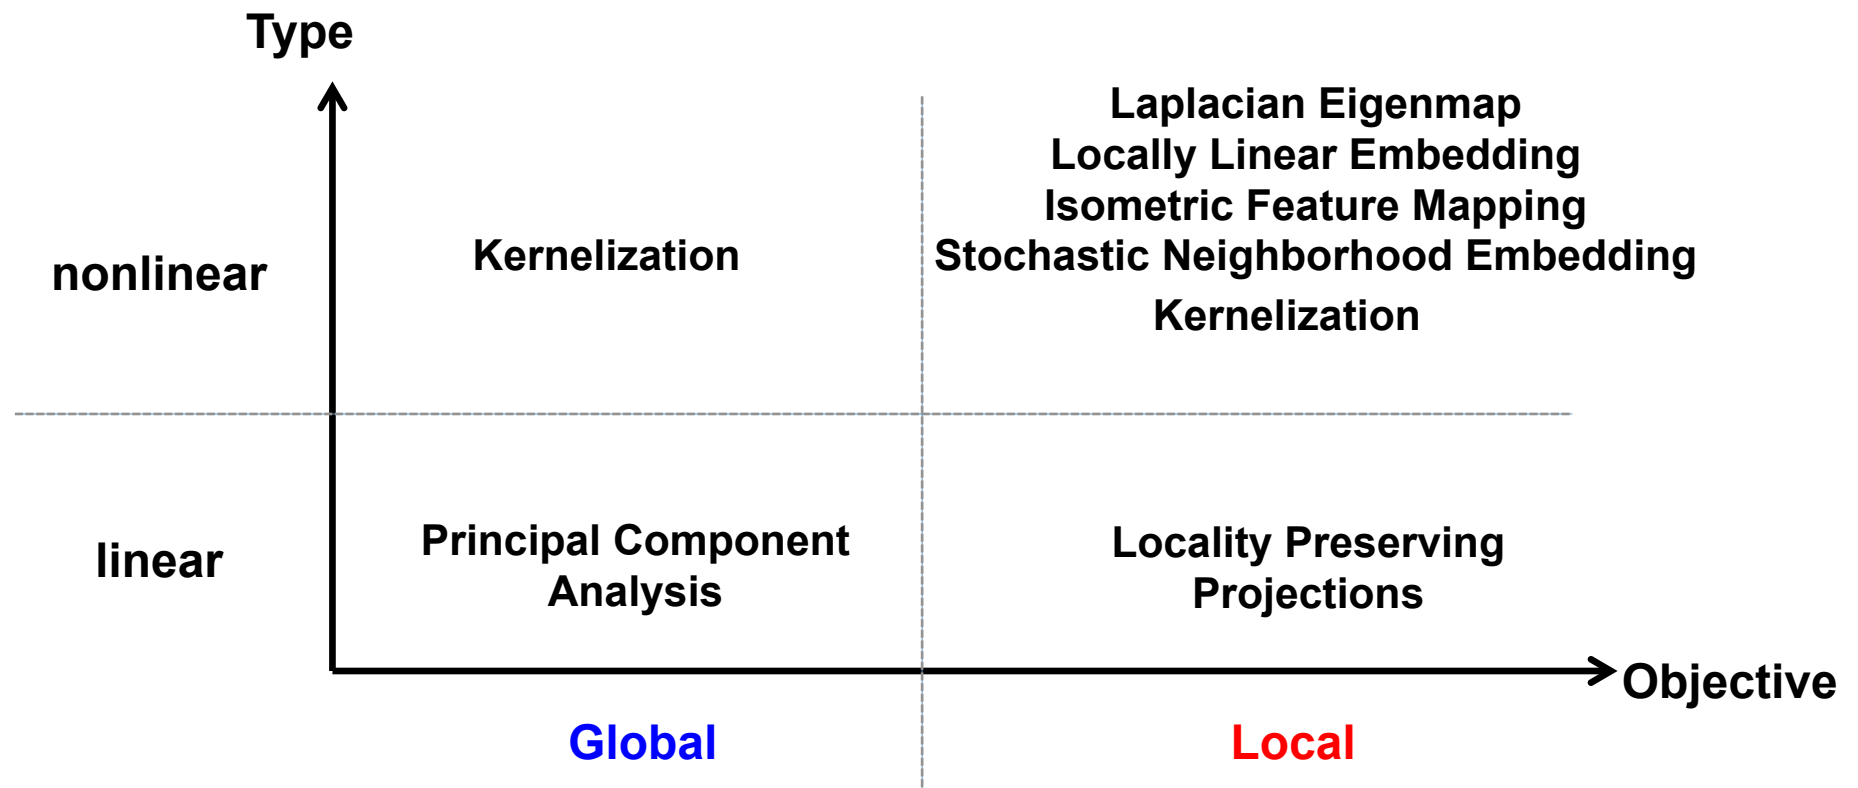 Type
Laplacian Eigenmap
Locally Linear Embedding
Isometric Feature Mapping
Stochastic Neighborhood Embedding
Kernelization
Kernelization
nonlinear
Principal Component
Analysis
Locality Preserving
Projections
linear
Objective
Global
Local